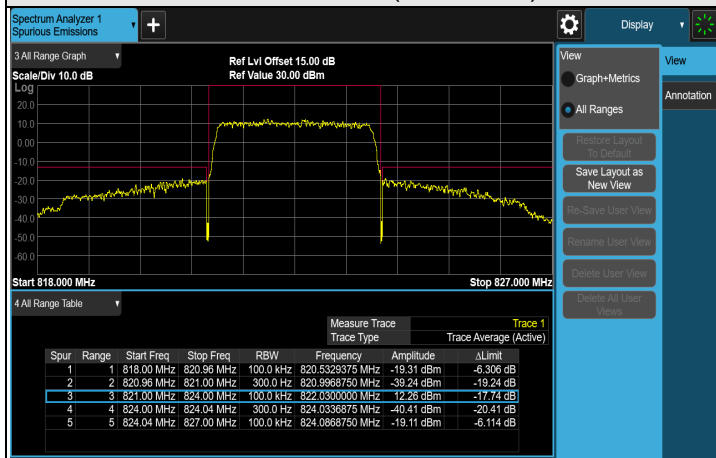 Spectrum Analyzer 1
Spurious Emissions
+
Display
3 All Range Graph
Ref Lvl Offset 15.00 dB
Scale/Div 10.0 dB
Ref Value 30.00 dBm
Log
20.0
10.0
0.00
-10.0
-20.0
-30.0
-40.0
-50.0
-60.0
Start 818.000 MHz
Stop 827.000 MHz
4 All Range Table
Measure Trace
Trace 1
Trace Type
Trace Average (Active)
Spur Range Start Freq Stop Freq RBW Frequency Amplitude ΔLimit
1 1 818.00 MHz 820.96 MHz 100.0 kHz 820.5329375 MHz -19.31 dBm -6.306 dB
2 2 820.96 MHz 821.00 MHz 300.0 Hz 820.9968750 MHz -39.24 dBm -19.24 dB
3 3 821.00 MHz 824.00 MHz 100.0 kHz 822.0300000 MHz 12.26 dBm -17.74 dB
4 4 824.00 MHz 824.04 MHz 300.0 Hz 824.0336875 MHz -40.41 dBm -20.41 dB
5 5 824.04 MHz 827.00 MHz 100.0 kHz 824.0868750 MHz -19.11 dBm -6.114 dB
View
Graph+Metrics
All Ranges
Restore Layout
To Default
Save Layout as
New View
Re-Save User View
Rename User View
Delete User View
Delete All User
Views
View
Annotation